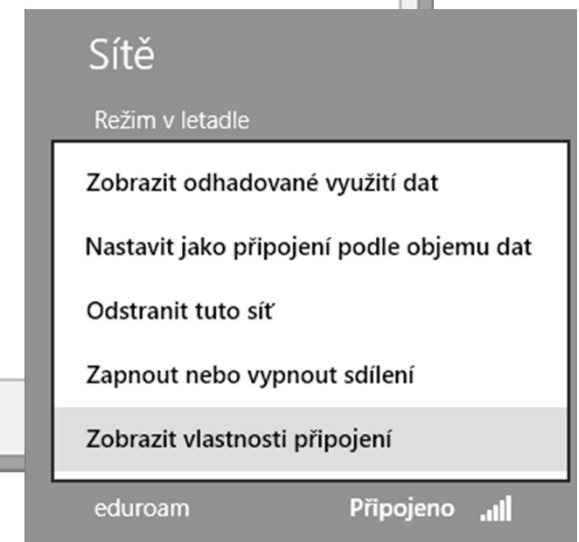 Sítě
Režim v letadle
Zobrazit odhadované využití dat
Nastavit jako připojení podle objemu dat
Odstranit tuto síť
Zapnout nebo vypnout sdílení
Zobrazit vlastnosti připojení
eduroam Připojeno